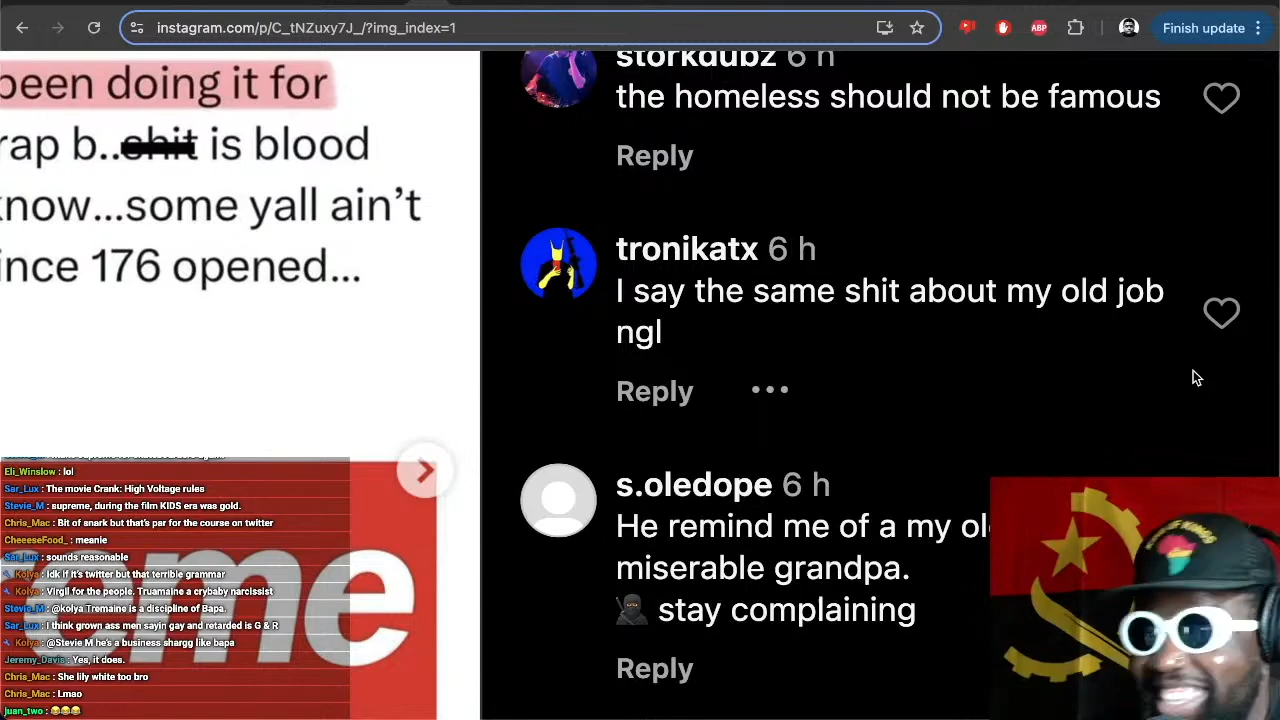 instagram.com/p/C_tNZuxy7J_/?img_index=1
ABP
Finish update
been doing it for
rap b..shit is blood
know...some yall ain't
ince 176 opened...
storkdubz 6 h
the homeless should not be famous
Reply
tronikatx 6 h
I say the same shit about my old job
ngl
Reply
s.oledope 6 h
He remind me of a my ol
miserable grandpa.
🥷🏿 stay complaining
Reply
Eli_Winslow : lol
Sar_Lux : The movie Crank: High Voltage rules
Stevie_M : supreme, during the film KIDS era was gold.
Chris_Mac : Bit of snark but that's par for the course on twitter
CheeeseFood_ : meanie
Sar_Lux : sounds reasonable
Kolya : Idk if it's twitter but that terrible grammar
Kolya : Virgil for the people. Truamaine a crybaby narcissist
Stevie_M : @kolya Tromaine is a discipline of Bapa.
Sar_Lux : I think grown ass men sayin gay and retarded is G & R
Kolya : @Stevie M he's a business shargg like bapa
Jeremy_Davis : Yes, it does.
Chris_Mac : She lily white too bro
Chris_Mac : Lmao
juan_two : 😂😂😂
eme